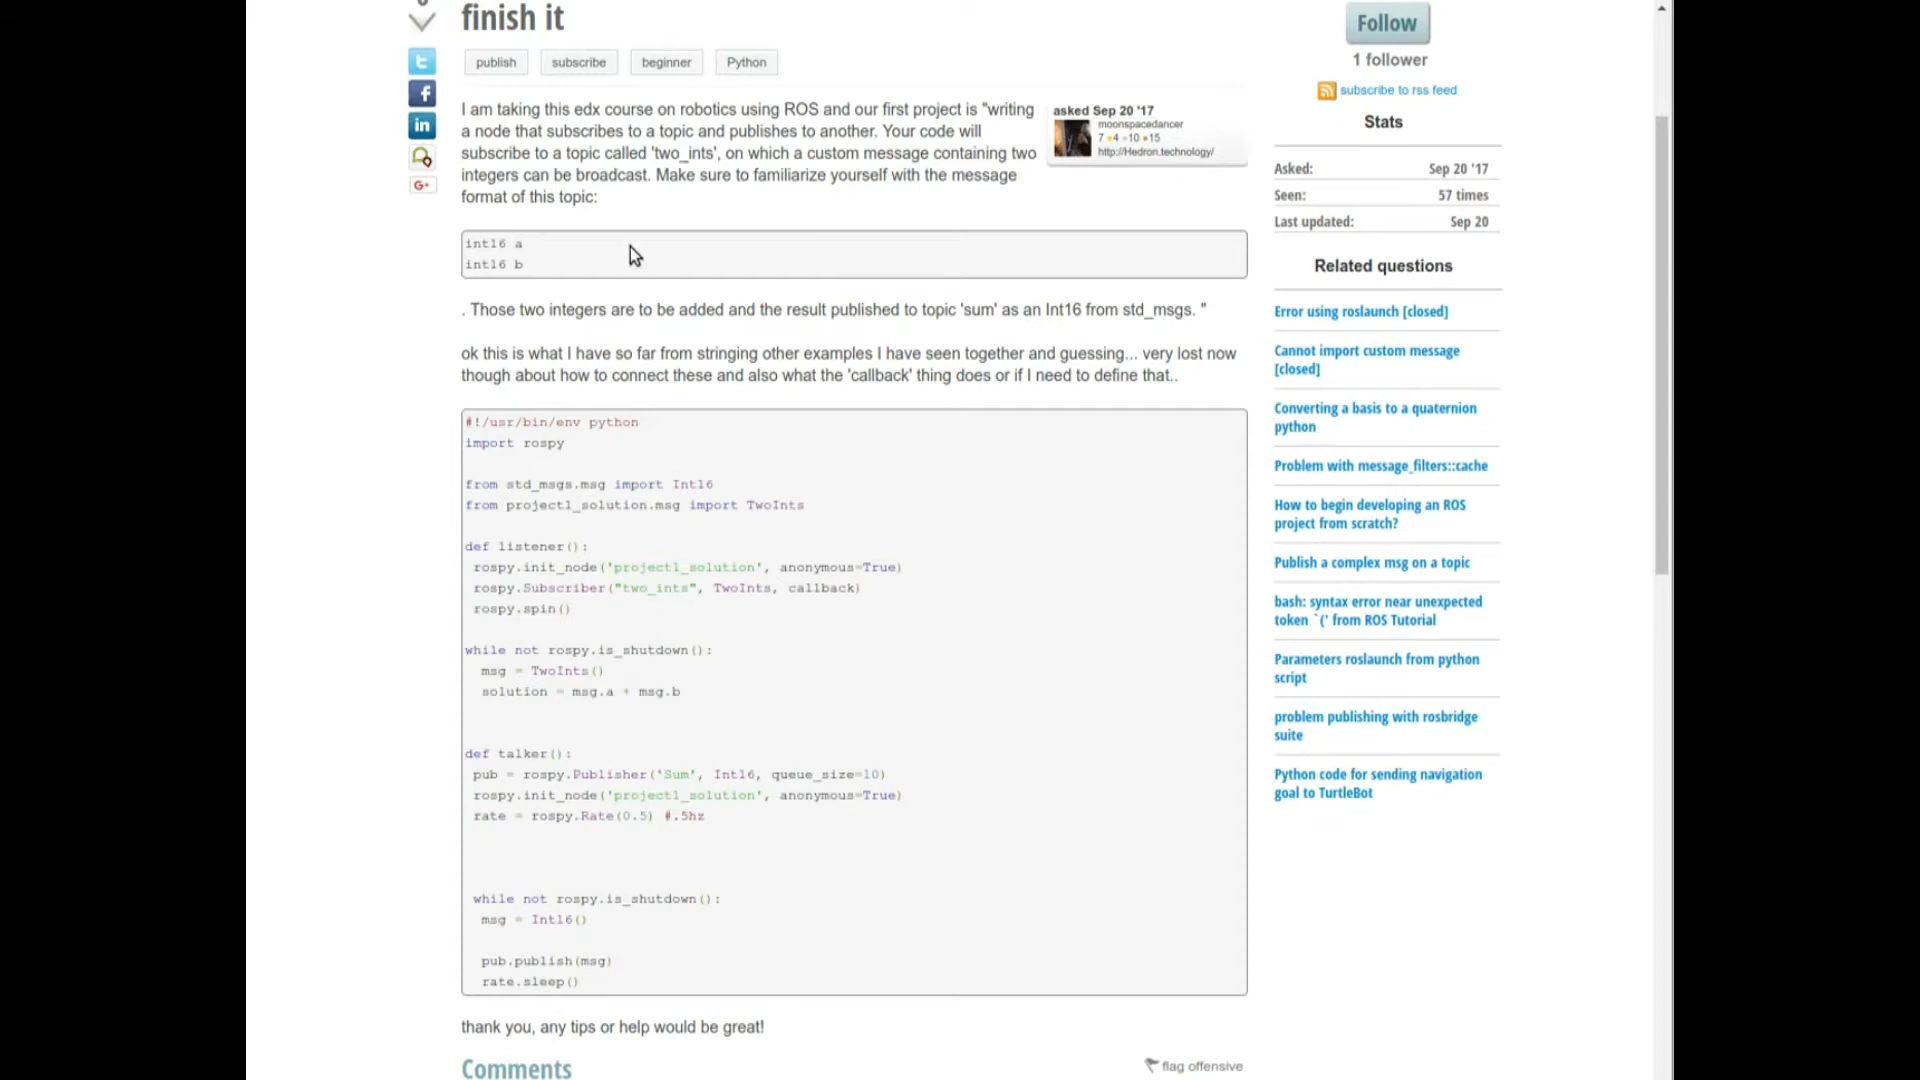 finish it
publish subscribe beginner Python
I am taking this edx course on robotics using ROS and our first project is "writing
a node that subscribes to a topic and publishes to another. Your code will
subscribe to a topic called 'two_ints', on which a custom message containing two
integers can be broadcast. Make sure to familiarize yourself with the message
format of this topic:
asked Sep 20 '17
moonspacedancer
7 ●4 ●10 ●15
http://Hedron.technology/
int16 a
int16 b
. Those two integers are to be added and the result published to topic 'sum' as an Int16 from std_msgs. "
ok this is what I have so far from stringing other examples I have seen together and guessing... very lost now
though about how to connect these and also what the 'callback' thing does or if I need to define that..
#!/usr/bin/env python
import rospy
from std_msgs.msg import Int16
from project1_solution.msg import TwoInts
def listener():
rospy.init_node('project1_solution', anonymous=True)
rospy.Subscriber("two_ints", TwoInts, callback)
rospy.spin()
while not rospy.is_shutdown():
msg = TwoInts()
solution = msg.a + msg.b
def talker():
pub = rospy.Publisher('Sum', Int16, queue_size=10)
rospy.init_node('project1_solution', anonymous=True)
rate = rospy.Rate(0.5) #.5hz
while not rospy.is_shutdown():
msg = Int16()
pub.publish(msg)
rate.sleep()
thank you, any tips or help would be great!
Comments
flag offensive
Follow
1 follower
subscribe to rss feed
Stats
Asked: Sep 20 '17
Seen: 57 times
Last updated: Sep 20
Related questions
Error using roslaunch [closed]
Cannot import custom message
[closed]
Converting a basis to a quaternion
python
Problem with message_filters::cache
How to begin developing an ROS
project from scratch?
Publish a complex msg on a topic
bash: syntax error near unexpected
token `(' from ROS Tutorial
Parameters roslaunch from python
script
problem publishing with rosbridge
suite
Python code for sending navigation
goal to TurtleBot
t
f
in
G+